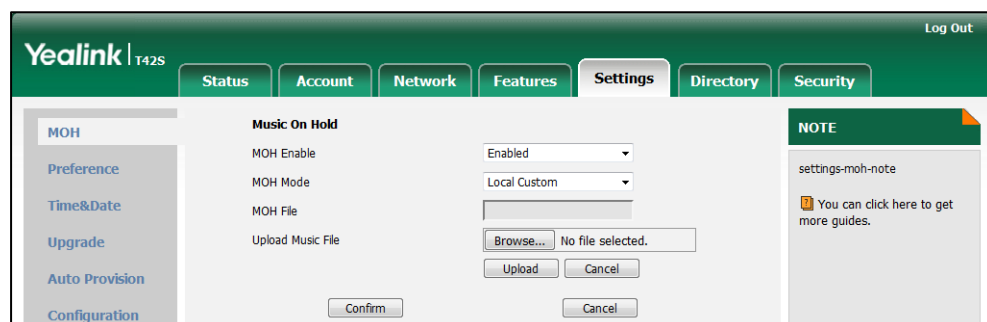 Log Out
Yealink T42S
Status Account Network Features Settings Directory Security
MOH
Preference
Time&Date
Upgrade
Auto Provision
Configuration
Music On Hold
MOH Enable Enabled
MOH Mode Local Custom
MOH File
Upload Music File Browse... No file selected.
Upload Cancel
Confirm Cancel
NOTE
settings-moh-note
You can click here to get
more guides.